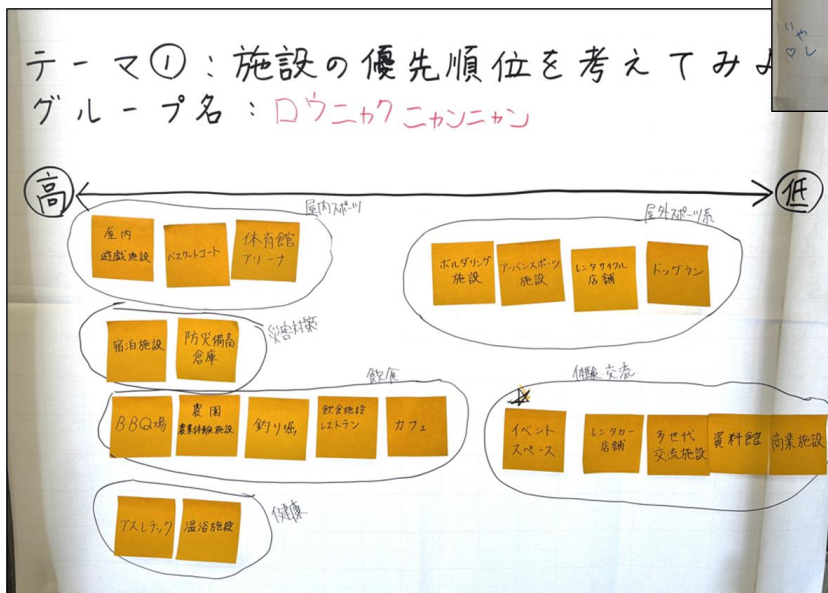 テーマ①：施設の優先順位を考えてみよ
グループ名：ロウニャクニャンニャン
高
低
屋内スポーツ
屋内
遊戯施設
バスケットコート
体育館
アリーナ
屋外スポーツ系
ボルダリング
施設
アーバンスポーツ
施設
レンタサイクル
店舗
ドッグラン
災害対策
宿泊施設
防災備高
倉庫
飲食
BBQ場
農園
農業体験施設
釣り堀
飲食施設
レストラン
カフェ
体験 交流
イベント
スペース
レンタカー
店舗
多世代
交流施設
資料館
商業施設
健康
アスレチック
温浴施設
いや
し